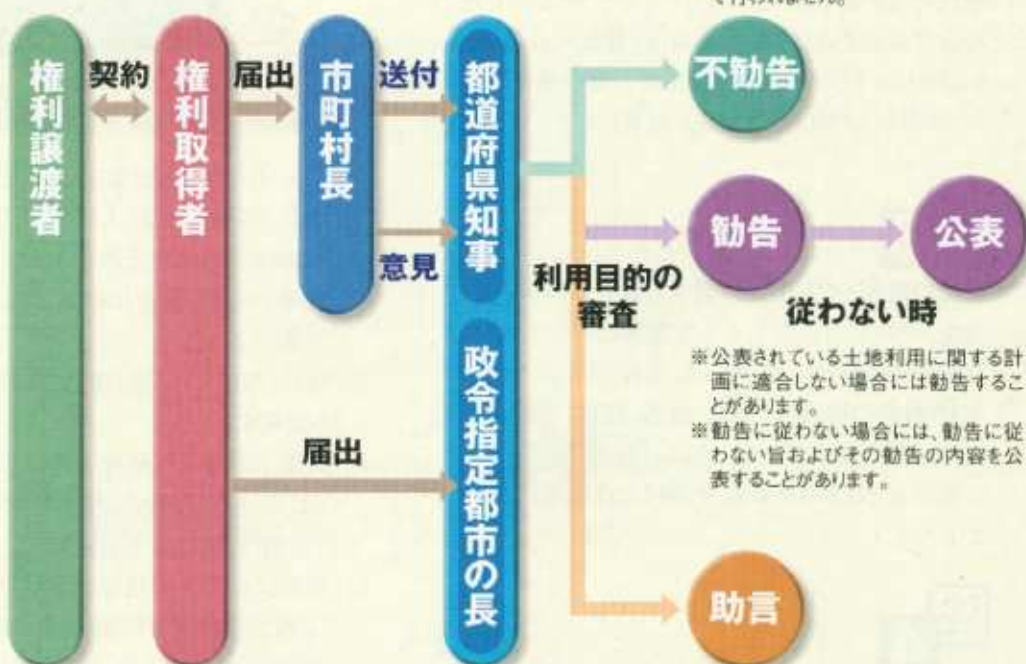 権利譲渡者
契約
権利取得者
届出
市町村長
送付
意見
都道府県知事
届出
政令指定都市の長
利用目的の
審査
不勧告
勧告
公表
従わない時
※公表されている土地利用に関する計
画に適合しない場合には勧告するこ
とがあります。
※勧告に従わない場合には、勧告に従
わない旨およびその勧告の内容を公
表することがあります。
助言